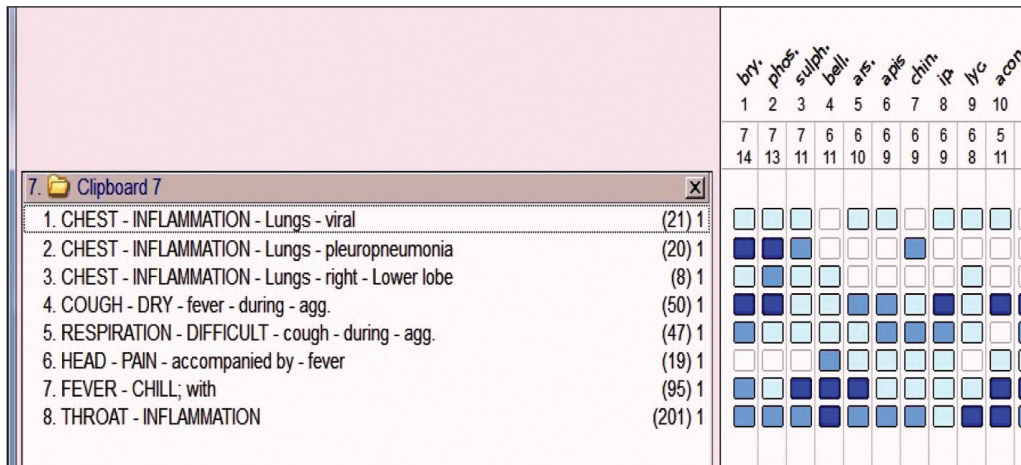 bry. phos. sulph. bell. ars. apis chin. ip. lyc. acon.
1 2 3 4 5 6 7 8 9 10
7 7 7 6 6 6 6 6 6 5
14 13 11 11 10 9 9 9 8 11
7. Clipboard 7 X
1. CHEST - INFLAMMATION - Lungs - viral (21) 1
2. CHEST - INFLAMMATION - Lungs - pleuropneumonia (20) 1
3. CHEST - INFLAMMATION - Lungs - right - Lower lobe (8) 1
4. COUGH - DRY - fever - during - agg. (50) 1
5. RESPIRATION - DIFFICULT - cough - during - agg. (47) 1
6. HEAD - PAIN - accompanied by - fever (19) 1
7. FEVER - CHILL; with (95) 1
8. THROAT - INFLAMMATION (201) 1